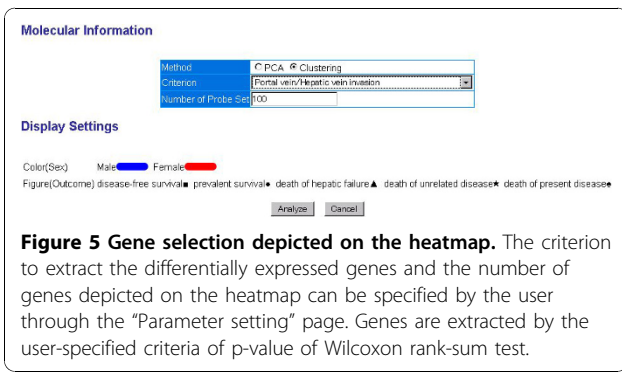 Molecular Information
Method PCA Clustering
Criterion Portal vein/Hepatic vein invasion
Number of Probe Set 100
Display Settings
Color(Sex) Male Female
Figure(Outcome) disease-free survival■ prevalent survival● death of hepatic failure▲ death of unrelated disease★ death of present disease♠
Analyze Cancel
Figure 5 Gene selection depicted on the heatmap. The criterion
to extract the differentially expressed genes and the number of
genes depicted on the heatmap can be specified by the user
through the “Parameter setting” page. Genes are extracted by the
user-specified criteria of p-value of Wilcoxon rank-sum test.